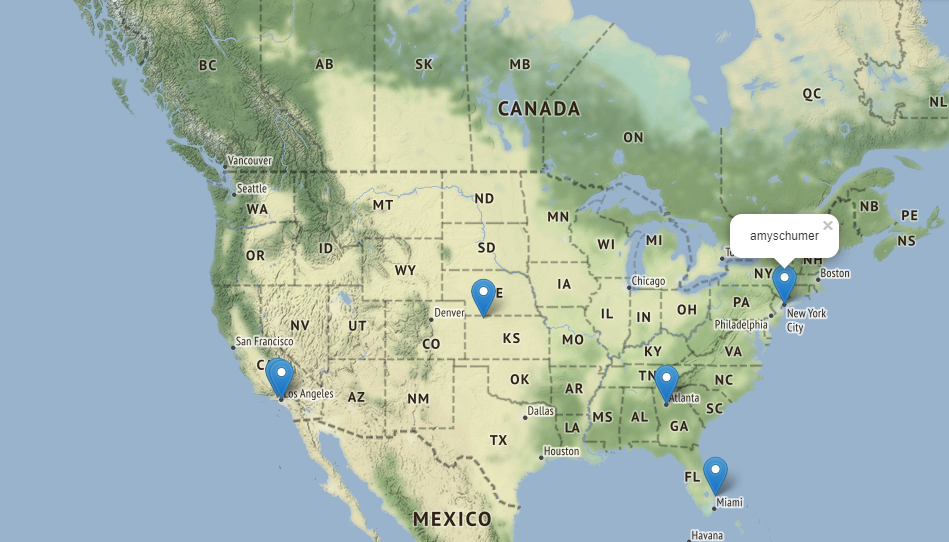 BC
AB
SK
MB
QC
NL
CANADA
ON
Vancouver
Seattle
WA
MT
ND
MN
NB
PE
NS
OR
ID
SD
WI
MI
amyschumer
×
NH
WY
IA
Chicago
NY
Boston
E
IL
IN
OH
PA
New York
City
Philadelphia
Denver
NV
UT
CO
KS
MO
KY
VA
San Francisco
Los Angeles
AZ
NM
OK
AR
TN
NC
Atlanta
SC
Dallas
MS
AL
GA
LA
TX
Houston
FL
Miami
MEXICO
Havana